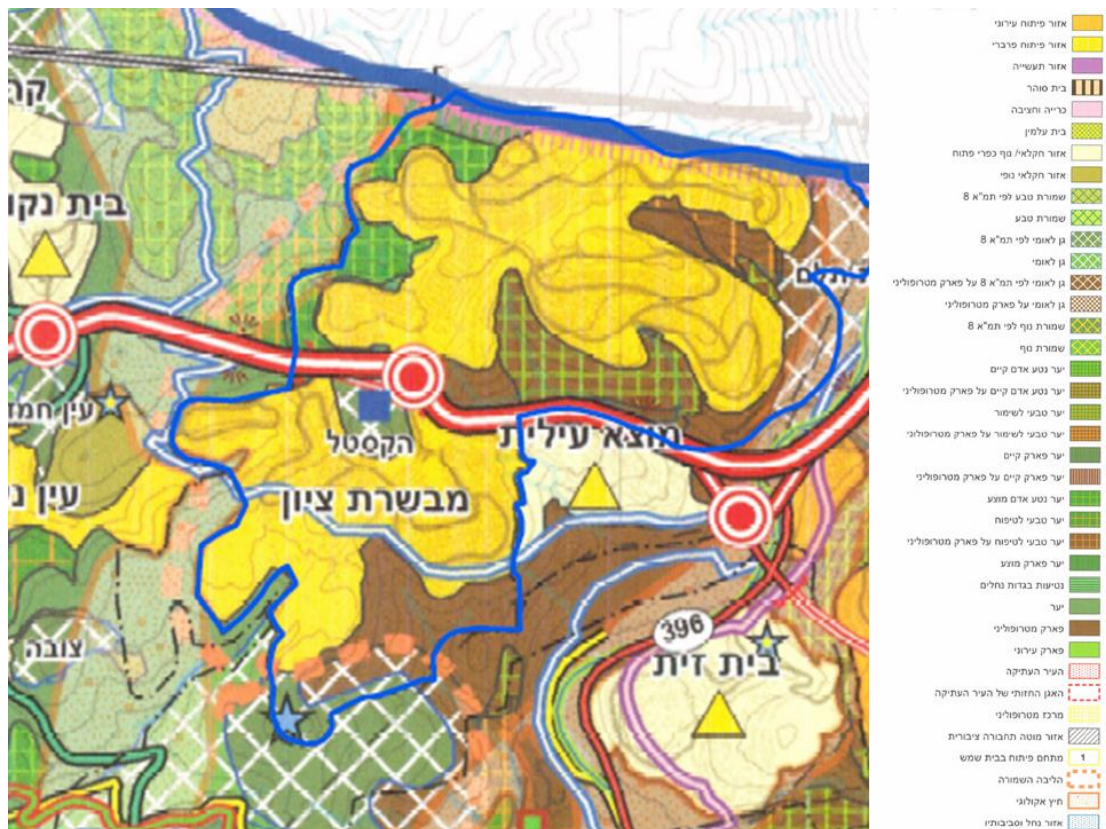 קר
בית נקו
עין חמד
הקסטל
מוצא עילית
מבשרת ציון
עין נ
צובה
396
בית זית
אזור פיתוח עירוני
אזור פיתוח פרברי
אזור תעשייה
בית סוהר
כרייה וחציבה
בית עלמין
אזור חקלאי/ נוף כפרי פתוח
אזור חקלאי נופי
שמורת טבע לפי תמ"א 8
שמורת טבע
גן לאומי לפי תמ"א 8
גן לאומי
גן לאומי לפי תמ"א 8 על פארק מטרופוליני
גן לאומי על פארק מטרופוליני
שמורת נוף לפי תמ"א 8
שמורת נוף
יער נטע אדם קיים
יער נטע אדם קיים על פארק מטרופוליני
יער טבעי לשימור
יער טבעי לשימור על פארק מטרופוליני
יער פארק קיים
יער פארק קיים על פארק מטרופוליני
יער נטע אדם מוצע
יער טבעי לטיפוח
יער טבעי לטיפוח על פארק מטרופוליני
יער פארק מוצע
נטיעות בגדות נחלים
יער
פארק מטרופוליני
פארק עירוני
העיר העתיקה
האגן החזותי של העיר העתיקה
מרכז מטרופוליני
אזור מוטה תחבורה ציבורית
מתחם פיתוח בבית שמש 1
הליבה השמורה
חיץ אקולוגי
אזור נחל וסביבותיו